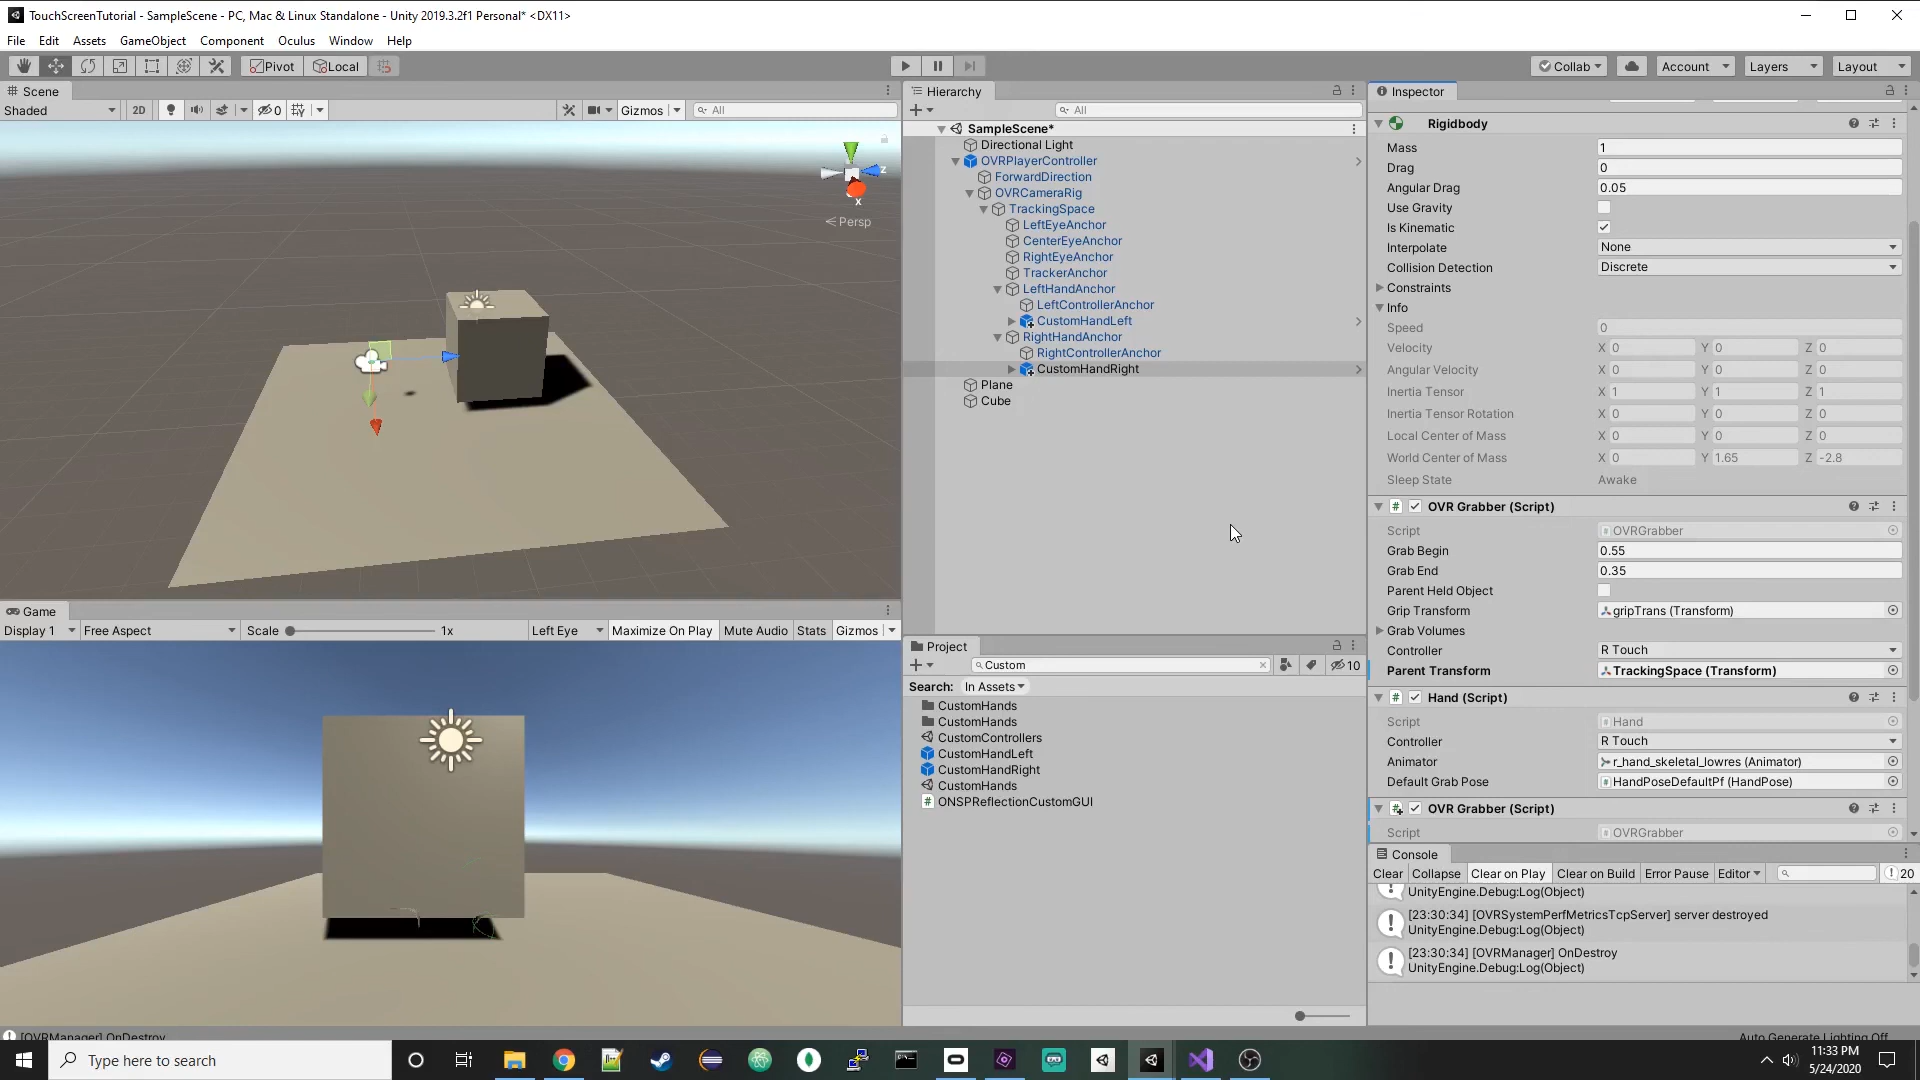 TouchScreenTutorial - SampleScene - PC, Mac & Linux Standalone - Unity 2019.3.2f1 Personal* <DX11>
File Edit Assets GameObject Component Oculus Window Help
Pivot Local Collab Account Layers Layout
Scene
Shaded 2D 0 Gizmos All
z
x
Persp
Game
Display 1 Free Aspect Scale 1x Left Eye Maximize On Play Mute Audio Stats Gizmos
Hierarchy
All
SampleScene*
Directional Light
OVRPlayerController
ForwardDirection
OVRCameraRig
TrackingSpace
LeftEyeAnchor
CenterEyeAnchor
RightEyeAnchor
TrackerAnchor
LeftHandAnchor
LeftControllerAnchor
CustomHandLeft
RightHandAnchor
RightControllerAnchor
CustomHandRight
Plane
Cube
Project
Custom 10
Search: In Assets
CustomHands
CustomHands
CustomControllers
CustomHandLeft
CustomHandRight
CustomHands
ONSPReflectionCustomGUI
Inspector
Rigidbody
Mass 1
Drag 0
Angular Drag 0.05
Use Gravity
Is Kinematic
Interpolate None
Collision Detection Discrete
Constraints
Info
Speed 0
Velocity X 0 Y 0 Z 0
Angular Velocity X 0 Y 0 Z 0
Inertia Tensor X 1 Y 1 Z 1
Inertia Tensor Rotation X 0 Y 0 Z 0
Local Center of Mass X 0 Y 0 Z 0
World Center of Mass X 0 Y 1.65 Z -2.8
Sleep State Awake
OVR Grabber (Script)
Script OVRGrabber
Grab Begin 0.55
Grab End 0.35
Parent Held Object
Grip Transform gripTrans (Transform)
Grab Volumes
Controller R Touch
Parent Transform TrackingSpace (Transform)
Hand (Script)
Script Hand
Controller R Touch
Animator r_hand_skeletal_lowres (Animator)
Default Grab Pose HandPoseDefaultPf (HandPose)
OVR Grabber (Script)
Script OVRGrabber
Console
Clear Collapse Clear on Play Clear on Build Error Pause Editor 20
UnityEngine.Debug:Log(Object)
[23:30:34] [OVRSystemPerfMetricsTcpServer] server destroyed
UnityEngine.Debug:Log(Object)
[23:30:34] [OVRManager] OnDestroy
UnityEngine.Debug:Log(Object)
[OVRManager] OnDestroy
Auto Generate Lighting Off
Type here to search
11:33 PM
5/24/2020